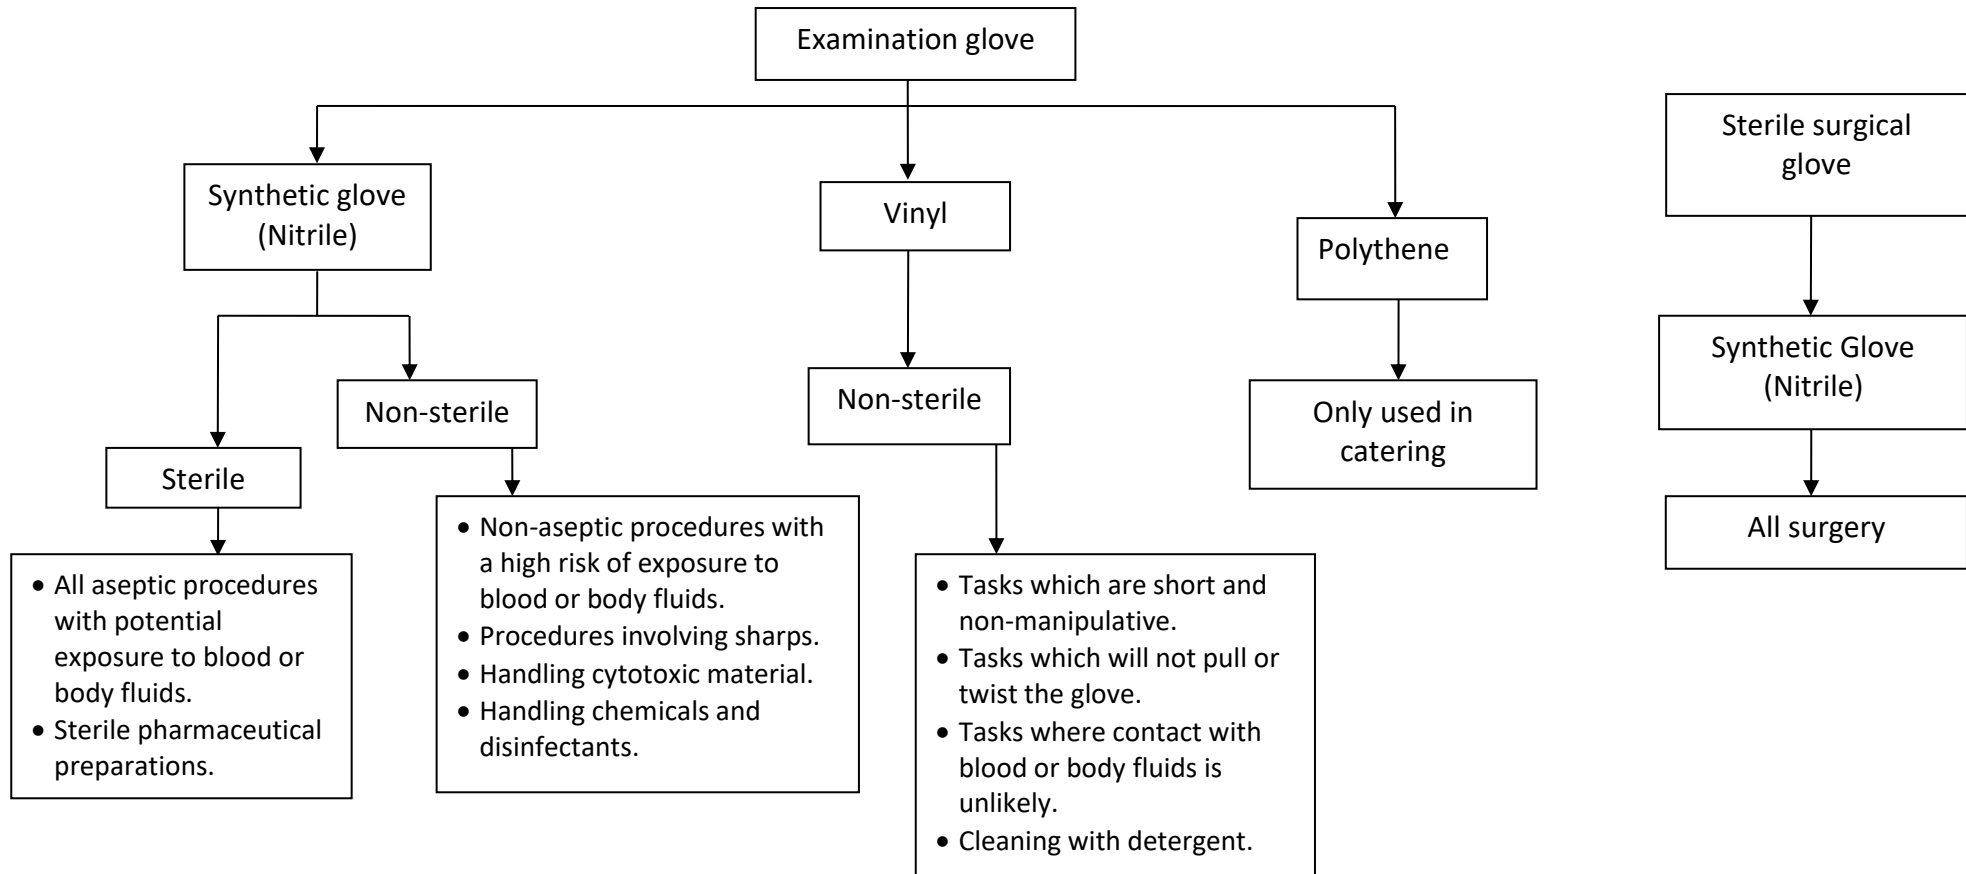 Examination glove
Synthetic glove
(Nitrile)
Vinyl
Polythene
Sterile surgical
glove
Non-sterile
Sterile
Non-sterile
Only used in
catering
Synthetic Glove
(Nitrile)
All surgery
• All aseptic procedures
with potential
exposure to blood or
body fluids.
• Sterile pharmaceutical
preparations.
• Non-aseptic procedures with
a high risk of exposure to
blood or body fluids.
• Procedures involving sharps.
• Handling cytotoxic material.
• Handling chemicals and
disinfectants.
• Tasks which are short and
non-manipulative.
• Tasks which will not pull or
twist the glove.
• Tasks where contact with
blood or body fluids is
unlikely.
• Cleaning with detergent.